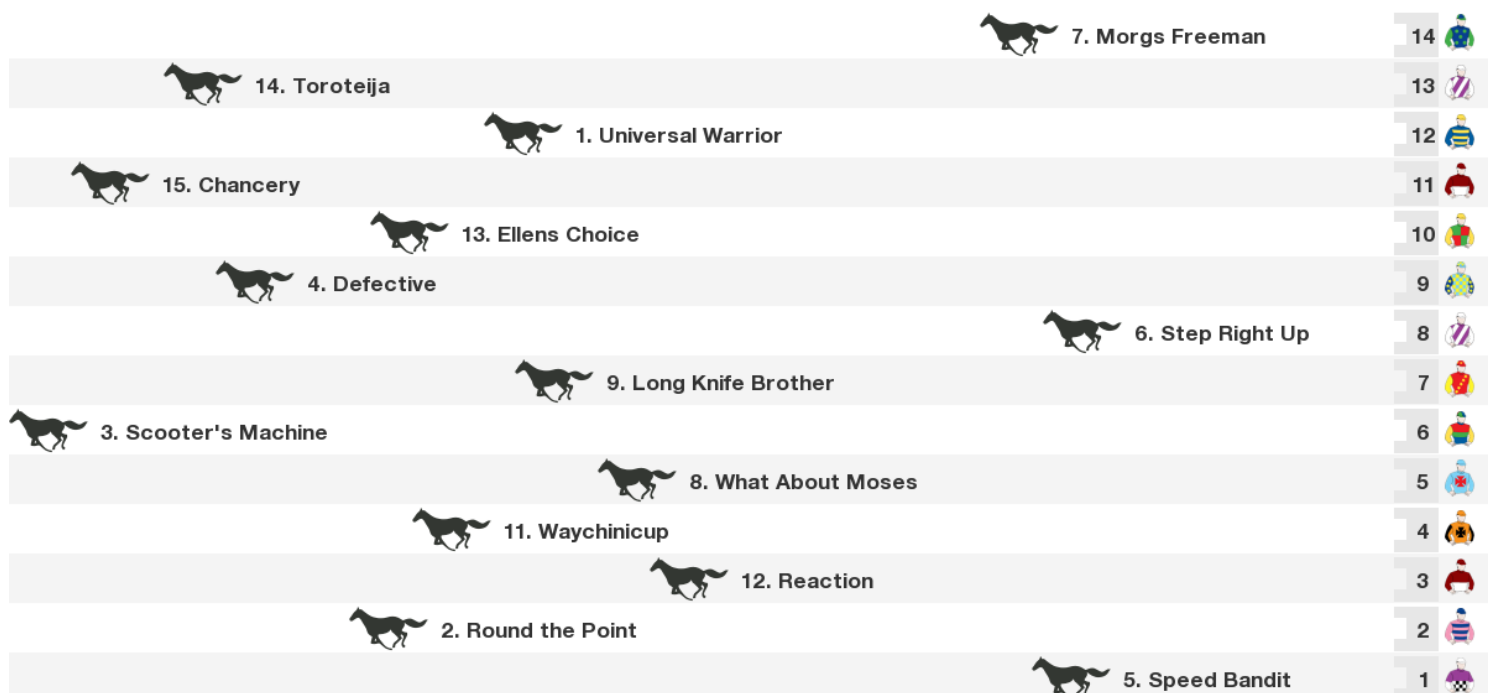 7. Morgs Freeman 14
14. Toroteija 13
1. Universal Warrior 12
15. Chancery 11
13. Ellens Choice 10
4. Defective 9
6. Step Right Up 8
9. Long Knife Brother 7
3. Scooter's Machine 6
8. What About Moses 5
11. Waychinicup 4
12. Reaction 3
2. Round the Point 2
5. Speed Bandit 1